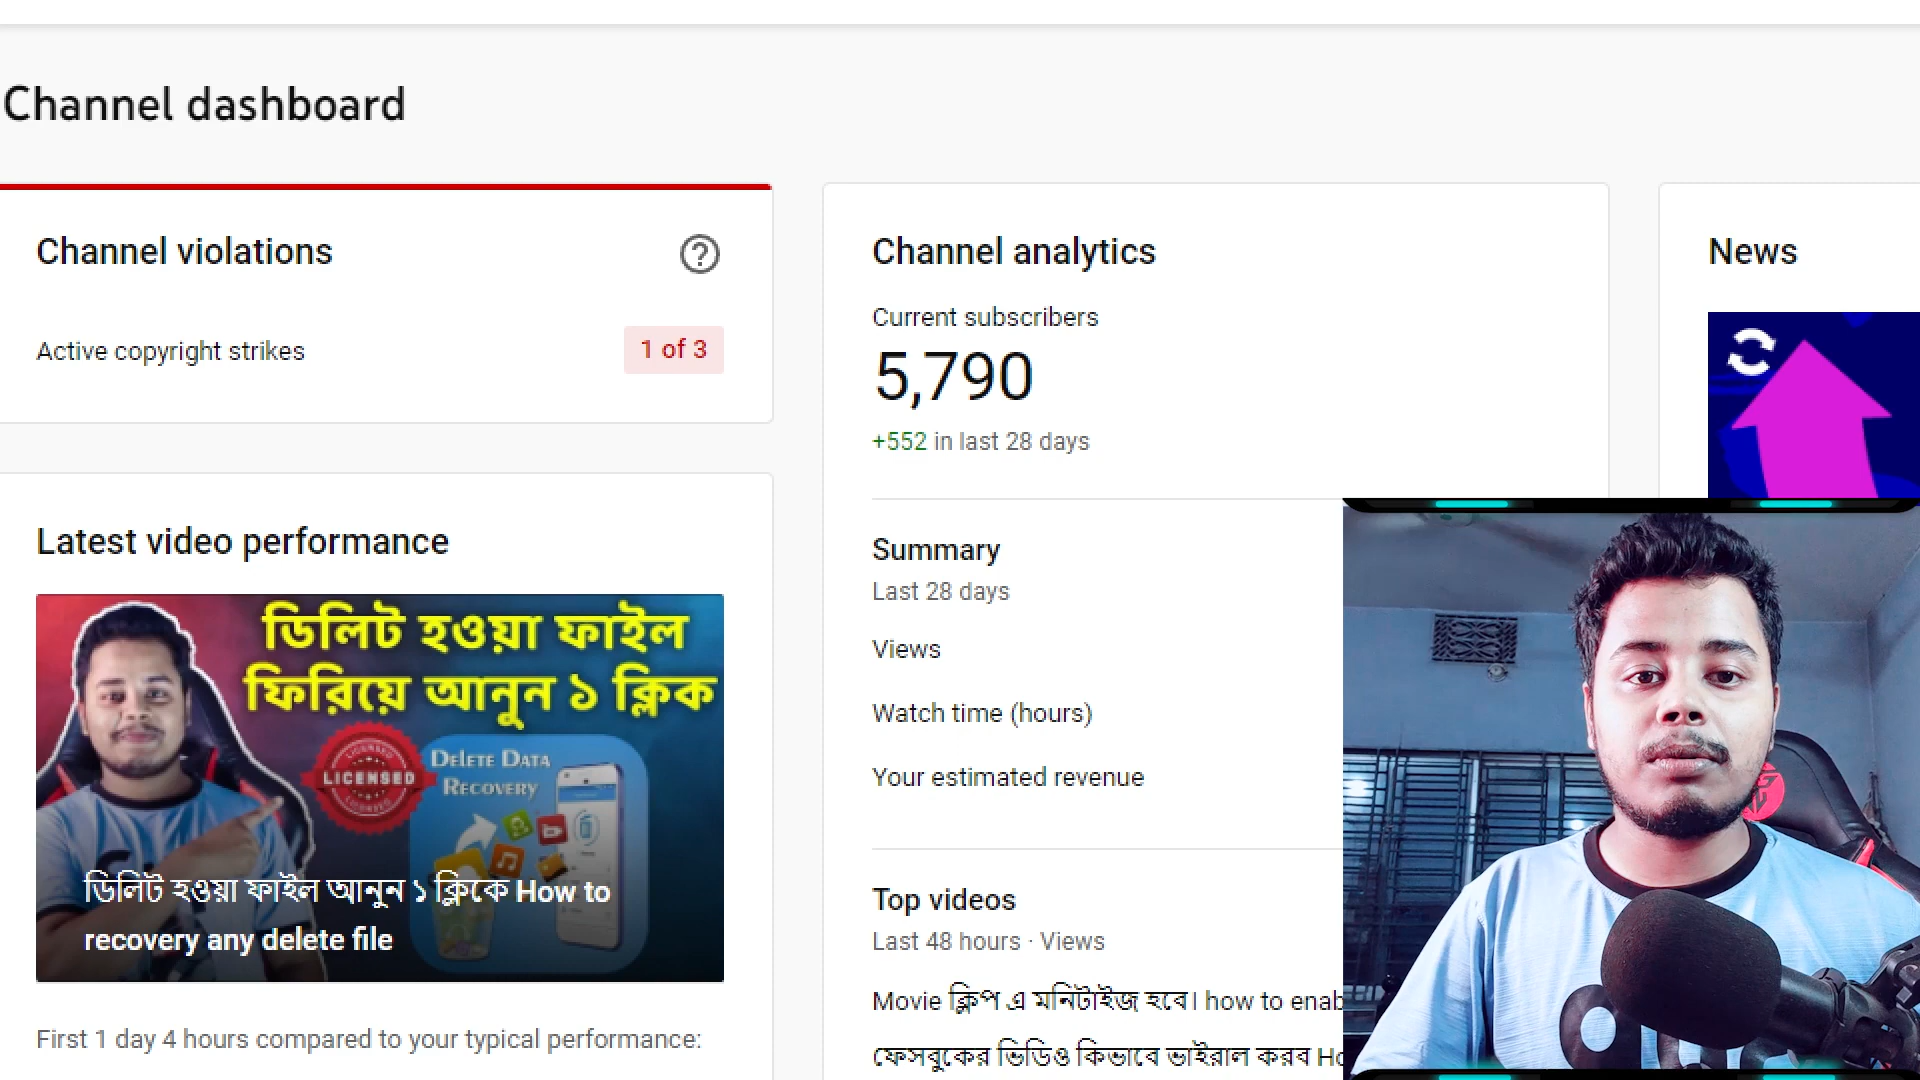 Channel dashboard
Channel violations
Active copyright strikes
1 of 3
Latest video performance
ডিলিট হওয়া ফাইল
ফিরিয়ে আনুন ১ ক্লিক
LICENSED
LICENSED
LICENSED
DELETE DATA
RECOVERY
ডিলিট হওয়া ফাইল আনুন ১ ক্লিকে How to
recovery any delete file
First 1 day 4 hours compared to your typical performance:
Channel analytics
Current subscribers
5,790
+552 in last 28 days
Summary
Last 28 days
Views
Watch time (hours)
Your estimated revenue
Top videos
Last 48 hours · Views
Movie ক্লিপ এ মনিটাইজ হবে। how to enab
ফেসবুকের ভিডিও কিভাবে ভাইরাল করব
News